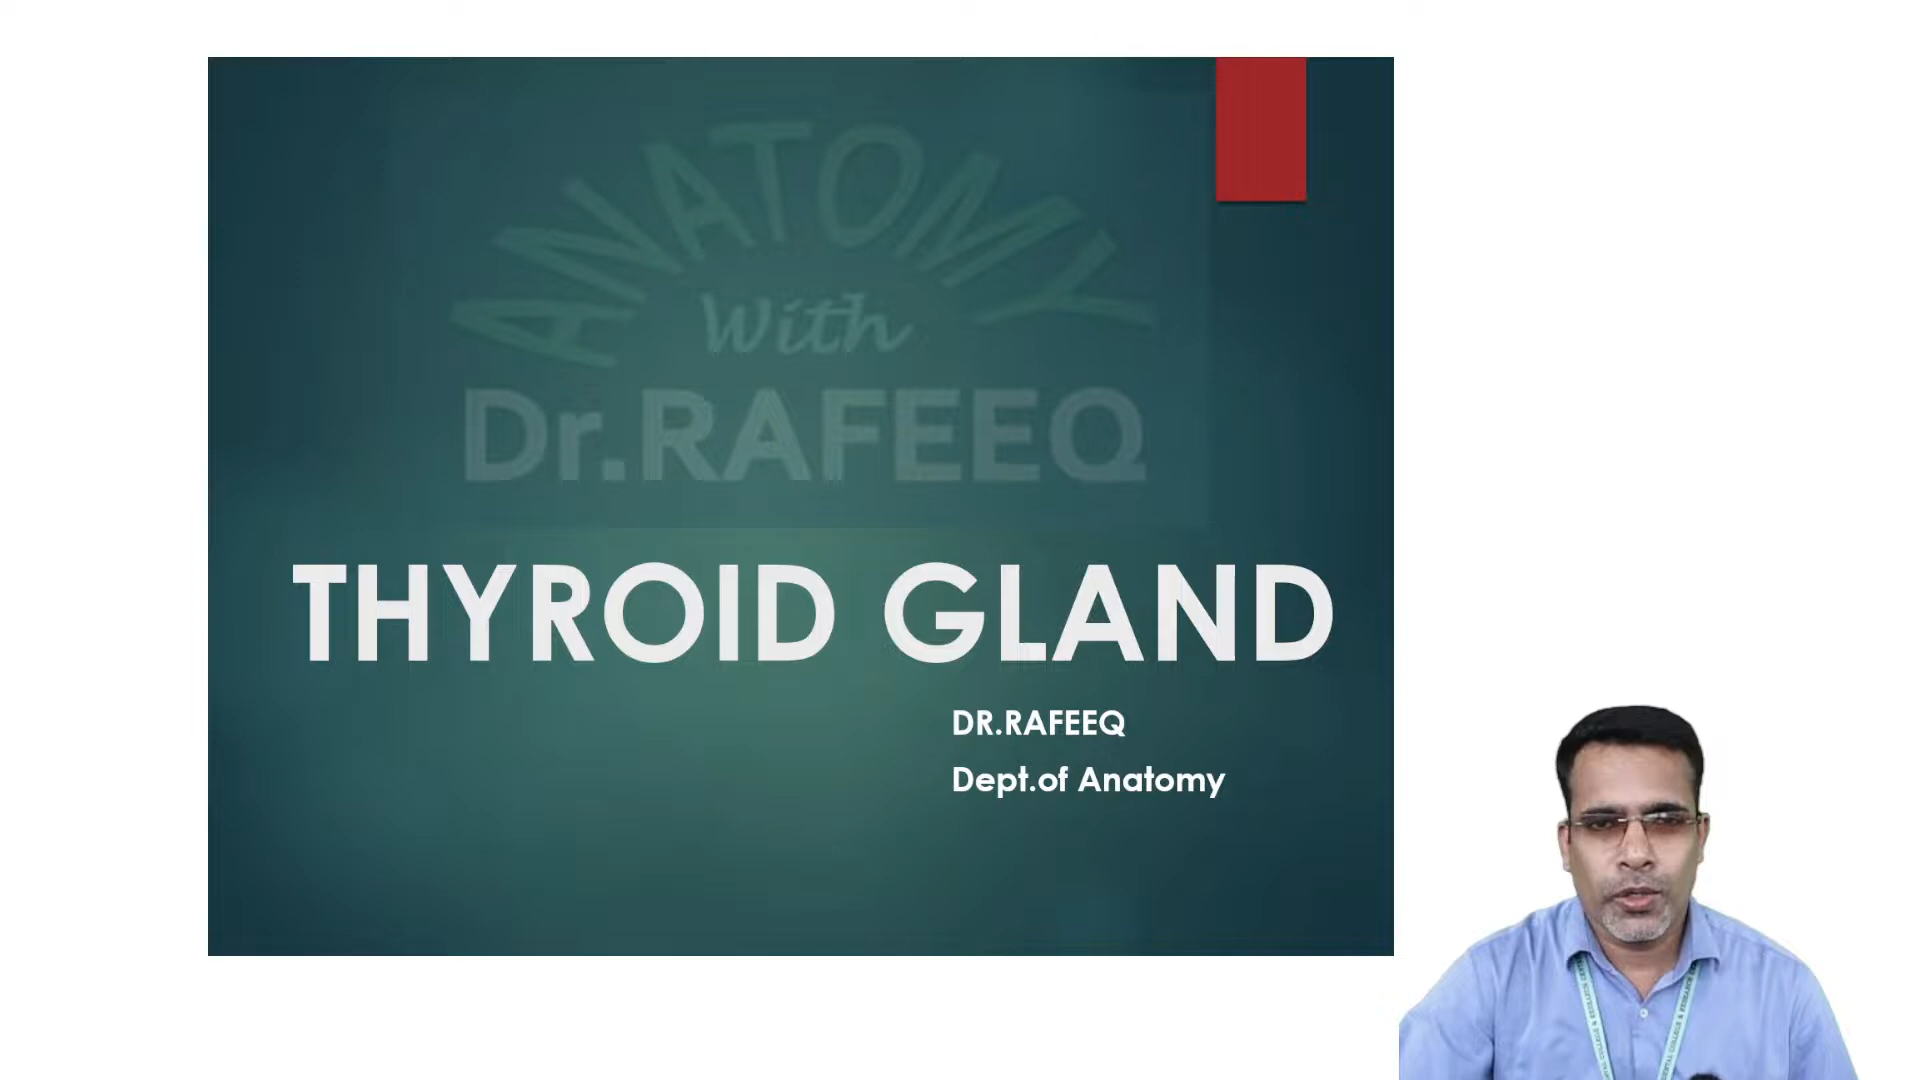 ANATOMY
With
Dr.RAFEEQ
THYROID GLAND
DR.RAFEEQ
Dept.of Anatomy